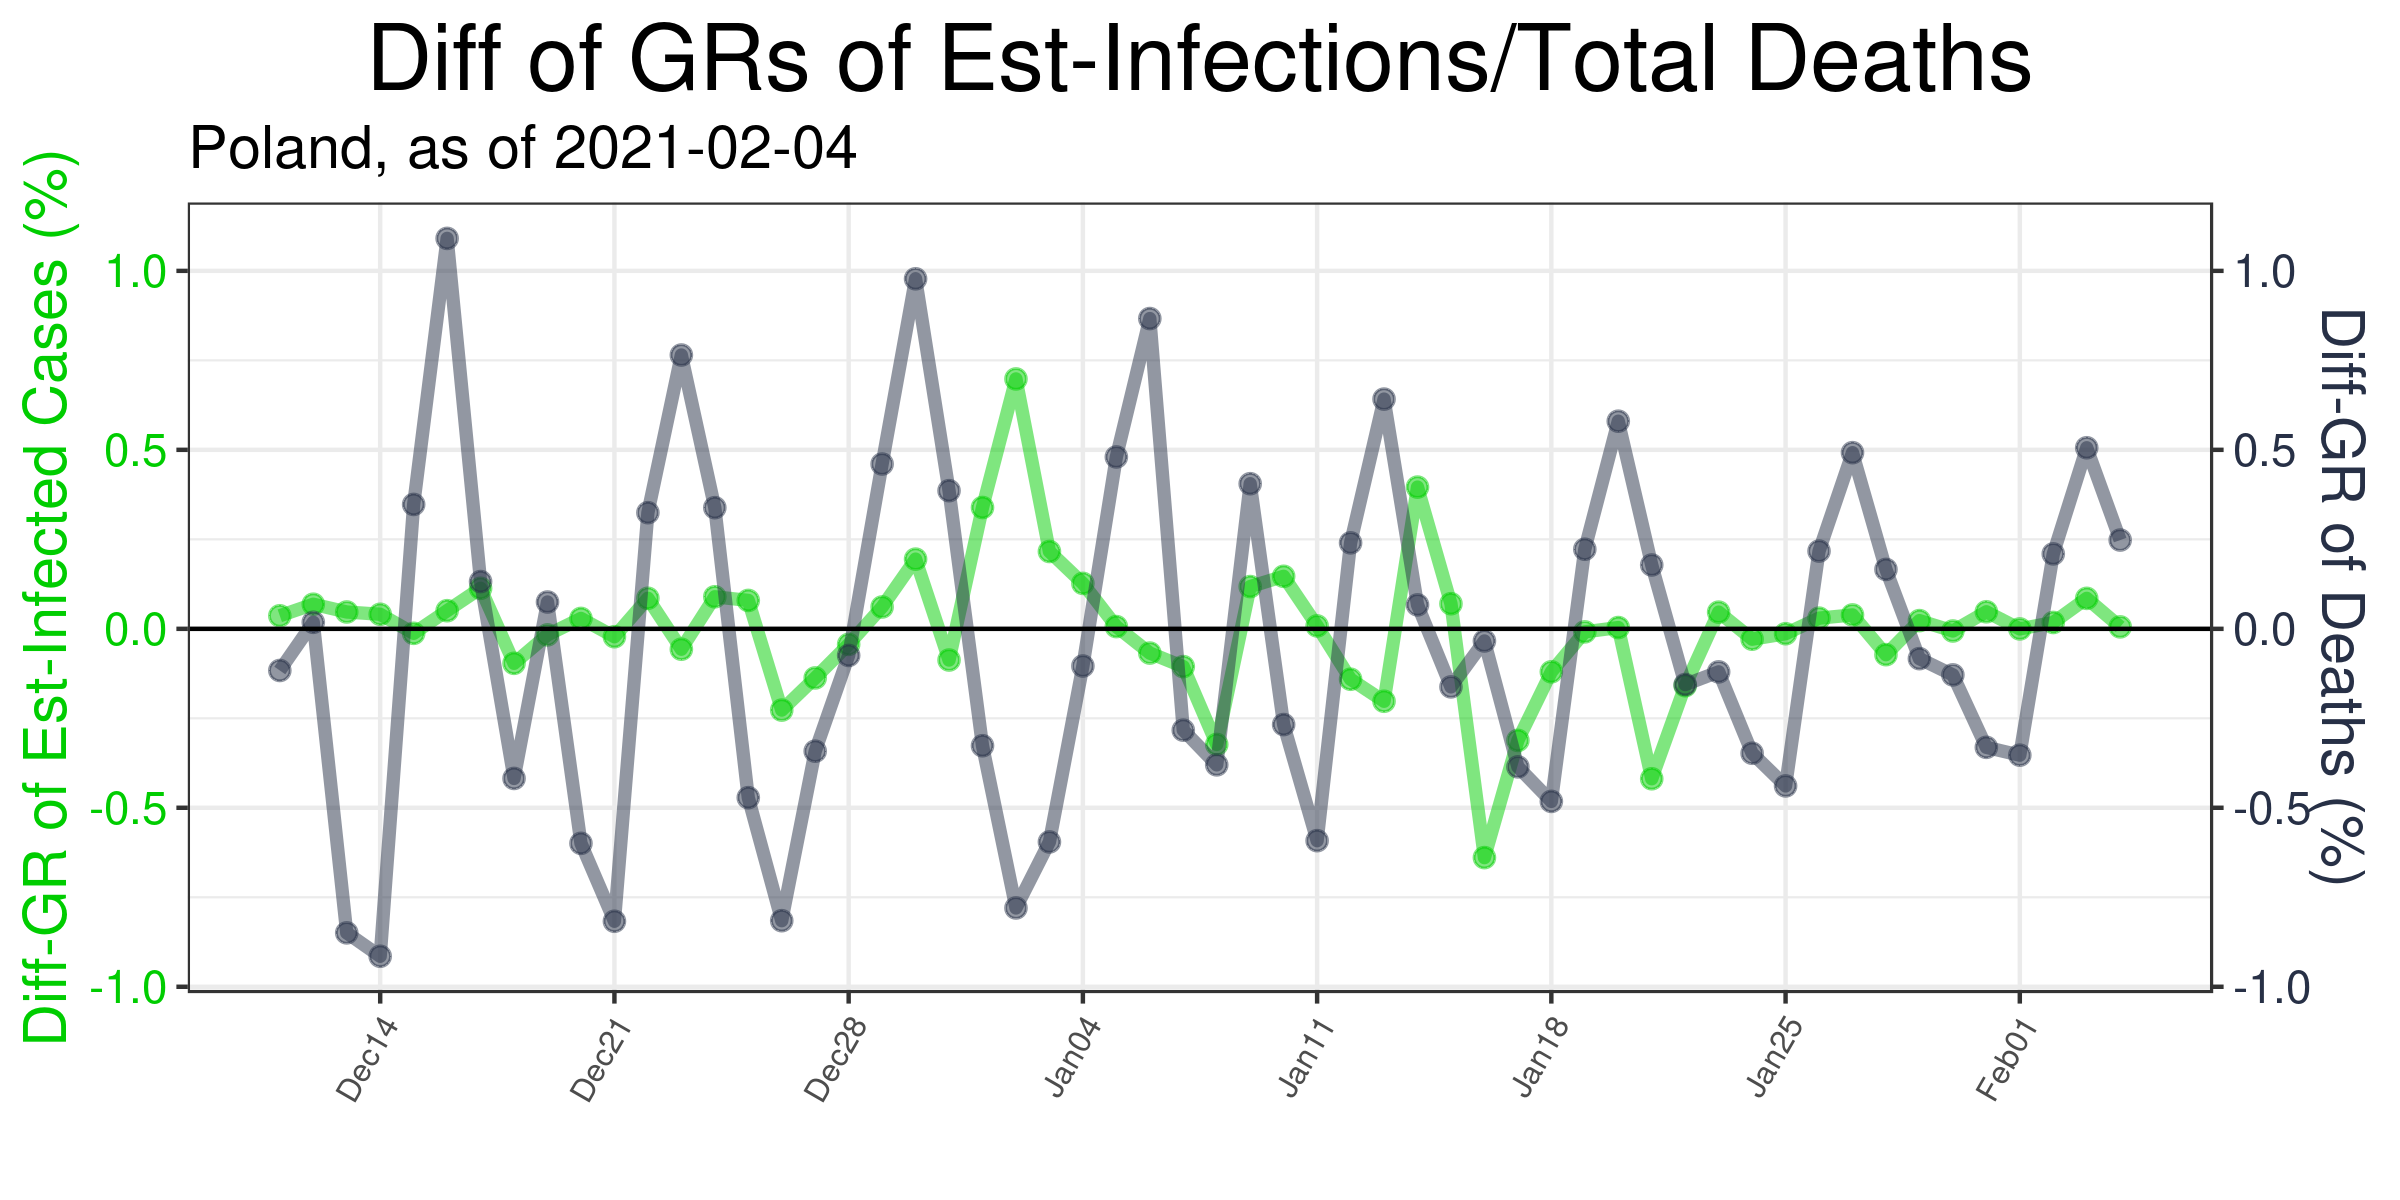 Diff of GRs of Est-Infections/Total Deaths
Poland, as of 2021-02-04
Diff-GR of Est-Infected Cases (%)
1.0
0.5
0.0
-0.5
-1.0
1.0
0.5
0.0
-0.5
-1.0
Diff-GR of Deaths (%)
Dec14
Dec21
Dec28
Jan04
Jan11
Jan18
Jan25
Feb01